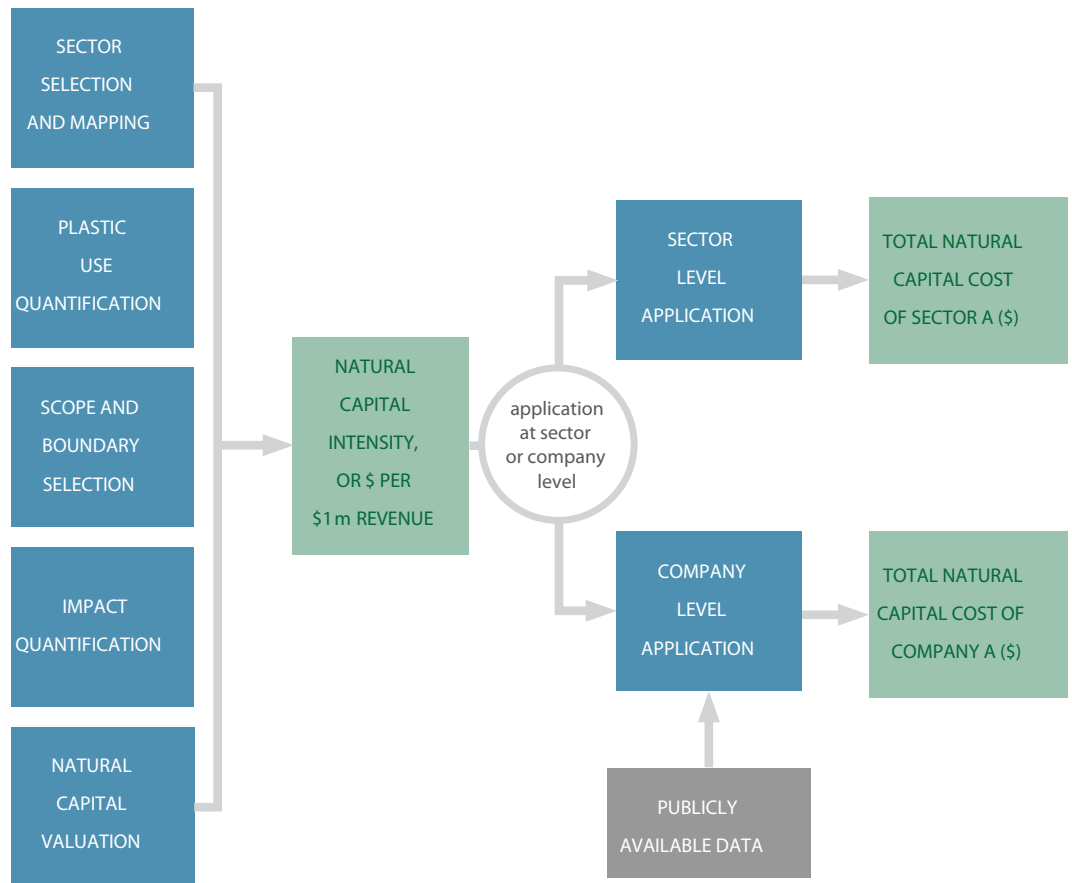 SECTOR
SELECTION
AND MAPPING
PLASTIC
USE
QUANTIFICATION
SCOPE AND
BOUNDARY
SELECTION
IMPACT
QUANTIFICATION
NATURAL
CAPITAL
VALUATION
NATURAL
CAPITAL
INTENSITY,
OR $ PER
$1m REVENUE
application
at sector
or company
level
SECTOR
LEVEL
APPLICATION
TOTAL NATURAL
CAPITAL COST
OF SECTOR A ($)
COMPANY
LEVEL
APPLICATION
TOTAL NATURAL
CAPITAL COST OF
COMPANY A ($)
PUBLICLY
AVAILABLE DATA